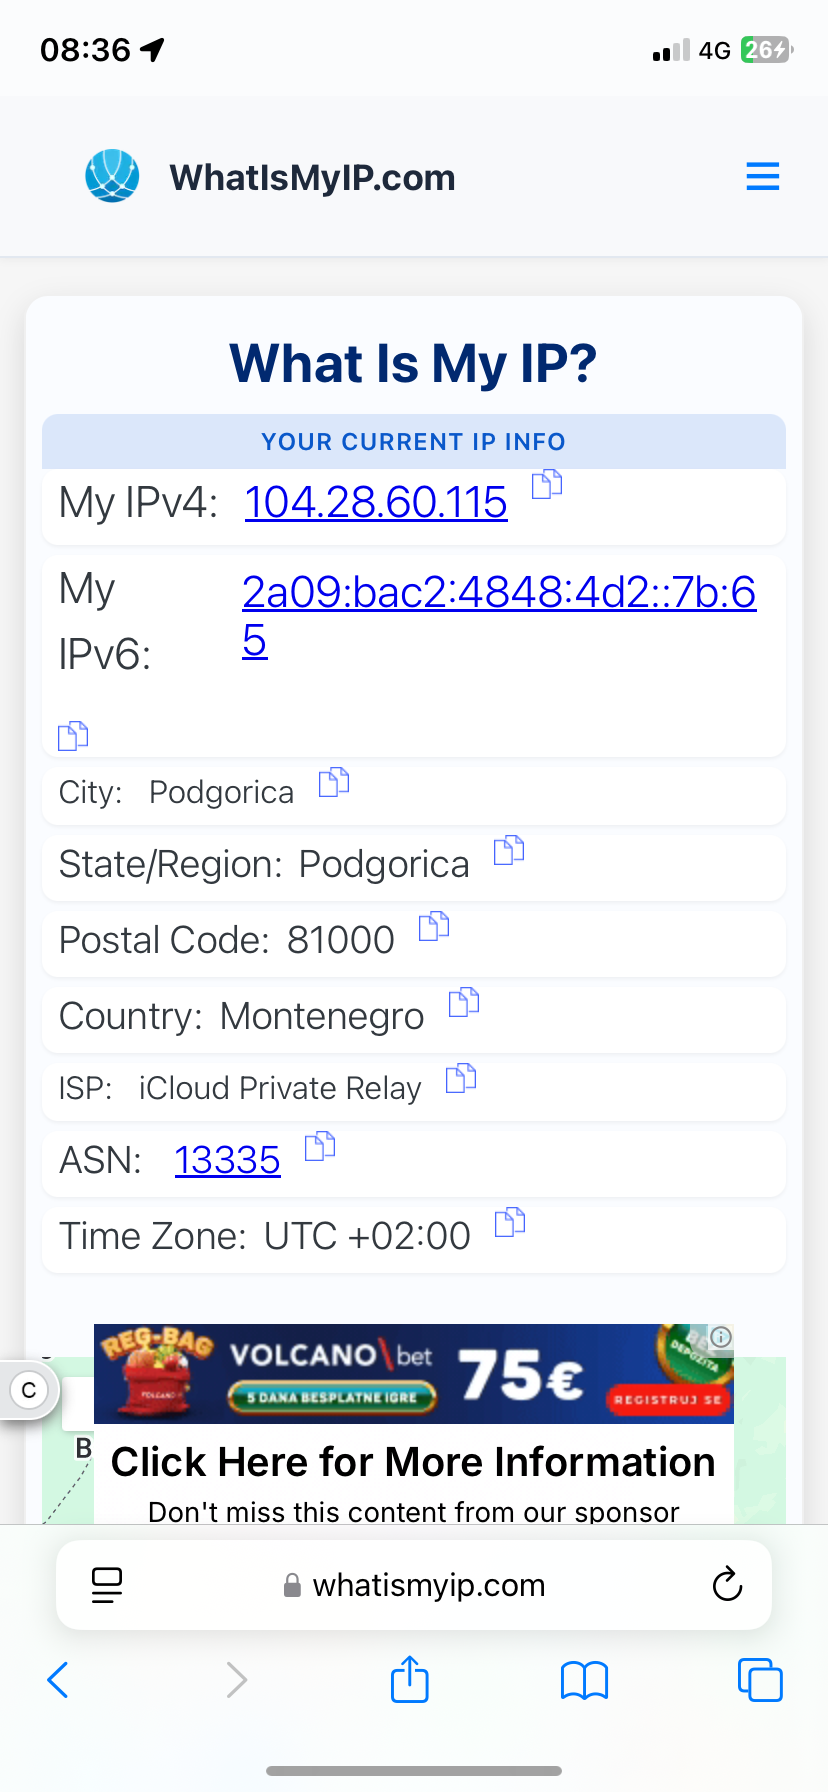 08:36
4G
26
WhatIsMyIP.com
What Is My IP?
YOUR CURRENT IP INFO
My IPv4: 104.28.60.115
My IPv6: 2a09:bac2:4848:4d2::7b:65
City: Podgorica
State/Region: Podgorica
Postal Code: 81000
Country: Montenegro
ISP: iCloud Private Relay
ASN: 13335
Time Zone: UTC +02:00
REG-BAG
VOLCANO
VOLCANO\bet
5 DANA BESPLATNE IGRE
75€
DEPOZITA
REGISTRUJ SE
C
B
Click Here for More Information
Don't miss this content from our sponsor
whatismyip.com